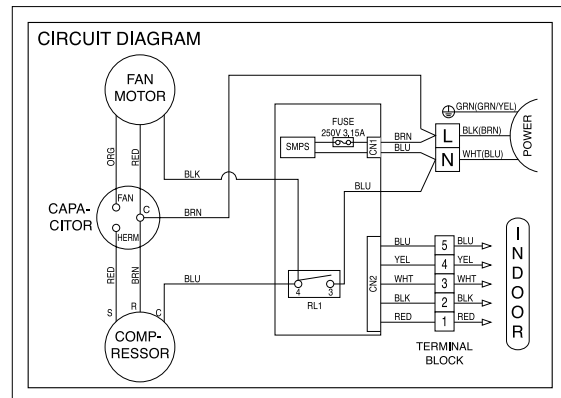 CIRCUIT DIAGRAM
FAN
MOTOR
ORG
RED
BLK
FAN
C
CAPA-
CITOR
HERM
BRN
RED
BRN
BLU
S
R
C
COMP-
RESSOR
FUSE
250V 3.15A
SMPS
CN1
BRN
BLU
L
N
GRN(GRN/YEL)
BLK(BRN)
WHT(BLU)
POWER
BLU
4
3
RL1
CN2
BLU
5
BLU
YEL
4
YEL
WHT
3
WHT
BLK
2
BLK
RED
1
RED
TERMINAL
BLOCK
INDOOR